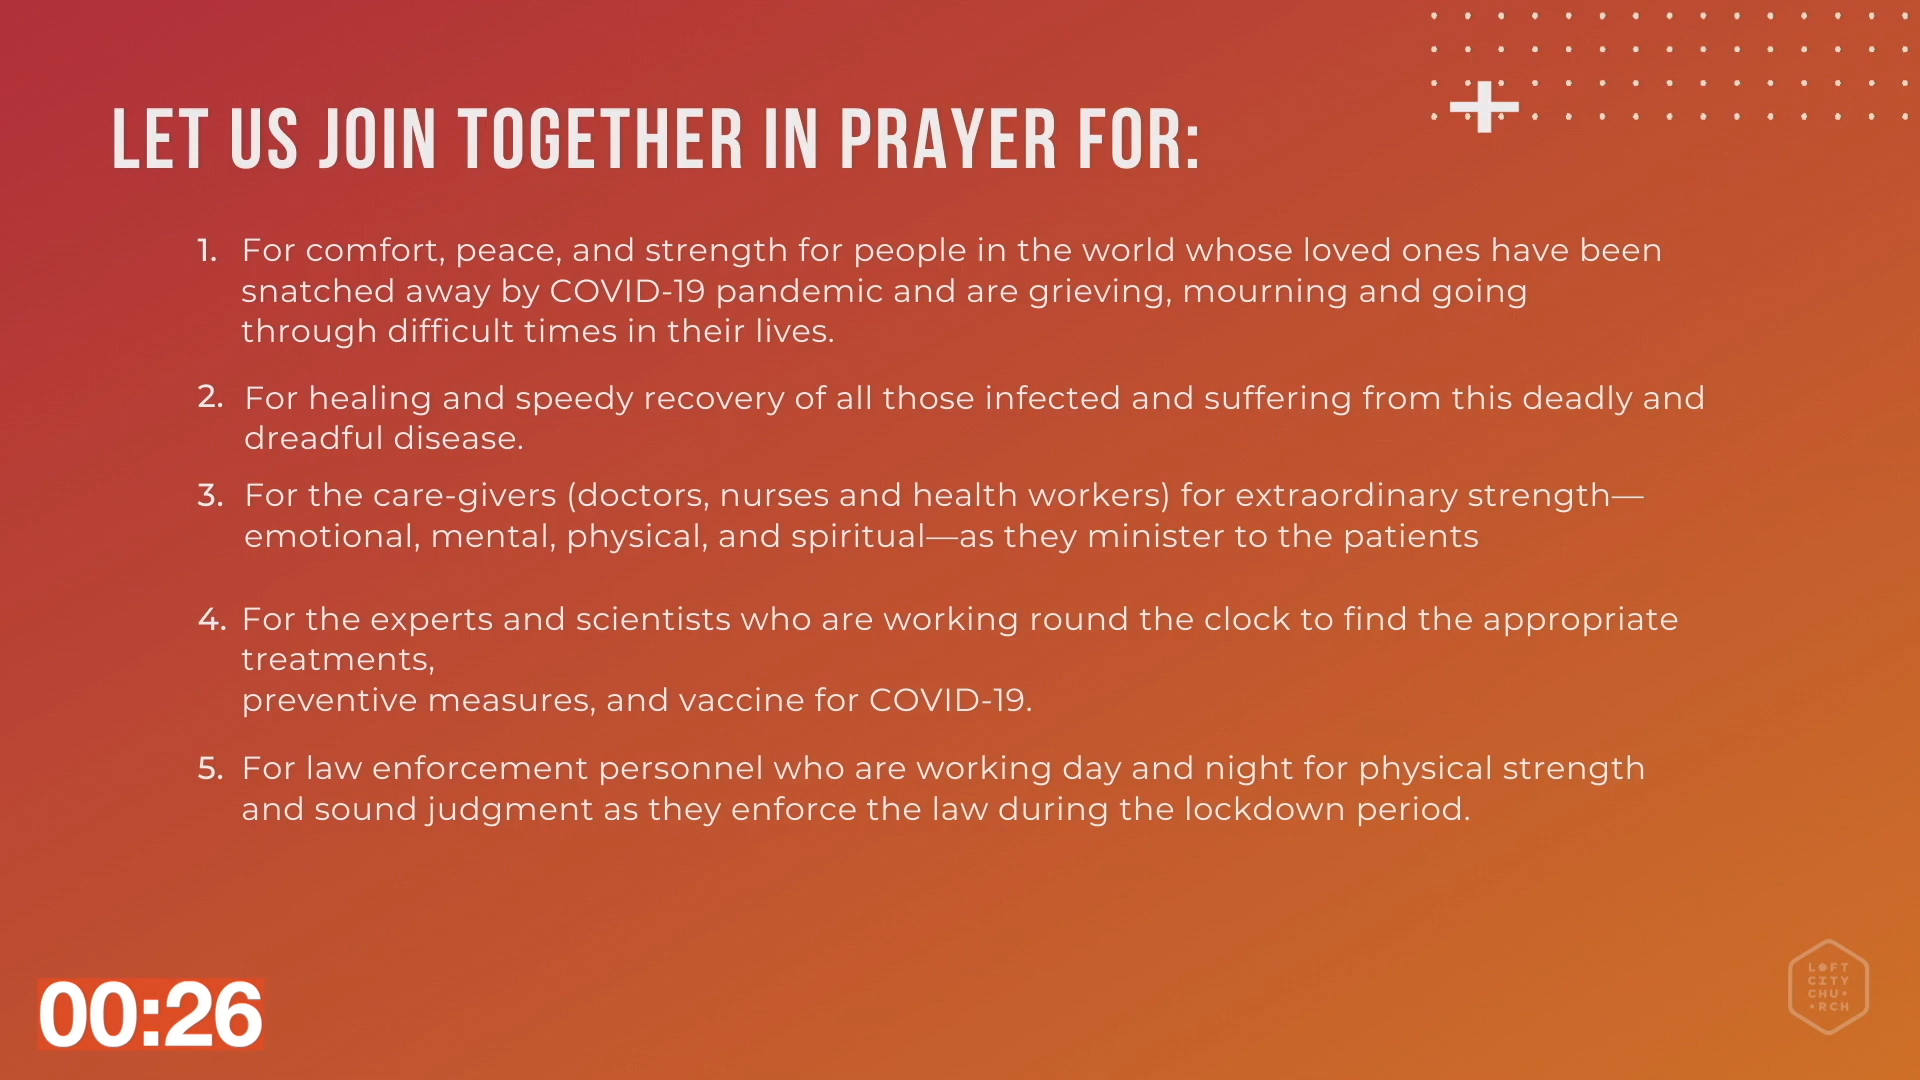 LET US JOIN TOGETHER IN PRAYER FOR:
1. For comfort, peace, and strength for people in the world whose loved ones have been
snatched away by COVID-19 pandemic and are grieving, mourning and going
through difficult times in their lives.
2. For healing and speedy recovery of all those infected and suffering from this deadly and
dreadful disease.
3. For the care-givers (doctors, nurses and health workers) for extraordinary strength—
emotional, mental, physical, and spiritual—as they minister to the patients
4. For the experts and scientists who are working round the clock to find the appropriate
treatments,
preventive measures, and vaccine for COVID-19.
5. For law enforcement personnel who are working day and night for physical strength
and sound judgment as they enforce the law during the lockdown period.
00:26
LOFT
CITY
CHU•
•RCH